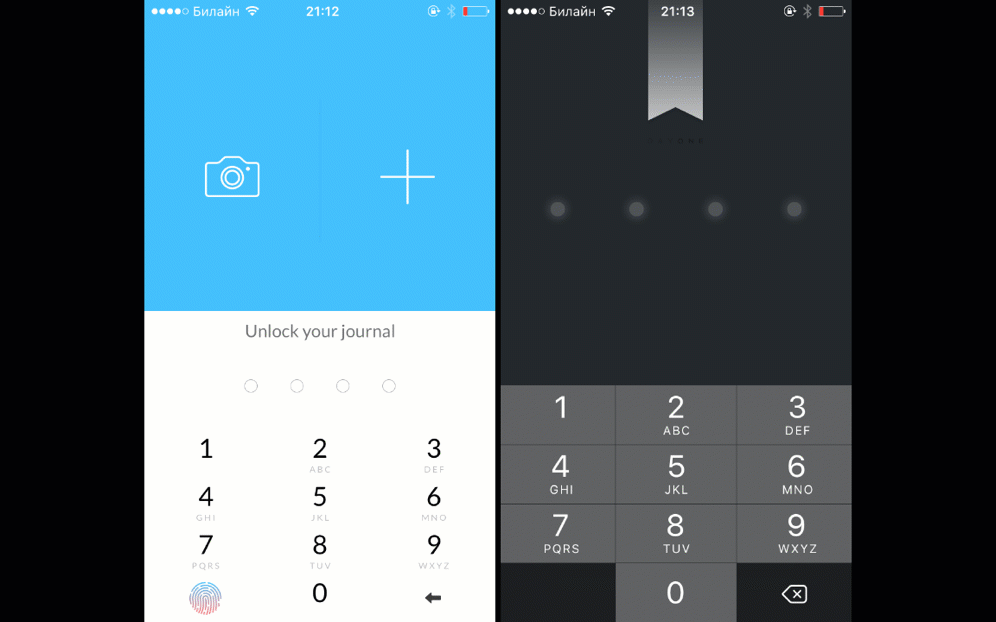 Билайн 21:12
Unlock your journal
1 2 3
ABC DEF
4 5 6
GHI JKL MNO
7 8 9
PQRS TUV WXYZ
0
Билайн 21:13
1 2 3
ABC DEF
4 5 6
GHI JKL MNO
7 8 9
PQRS TUV WXYZ
0